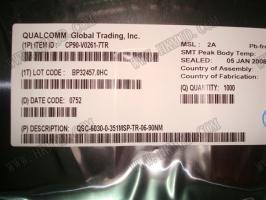 QUALCOMM Global Trading, Inc.
(1P) ITEM ID : CP90-V0261-7TR
MSL: 2A Pb-fr
SMT Peak Body Temp:
SEALED: 05 JAN 2008
Country of Assembly:
Country of Fabrication:
(1T) LOT CODE : BP32457.0HC
(Q) QUANTITY : 1000
(D) DATE CODE : 0752
(P) DESCRIPTION: QSC-6030-0-351MSP-TR-06-90NM